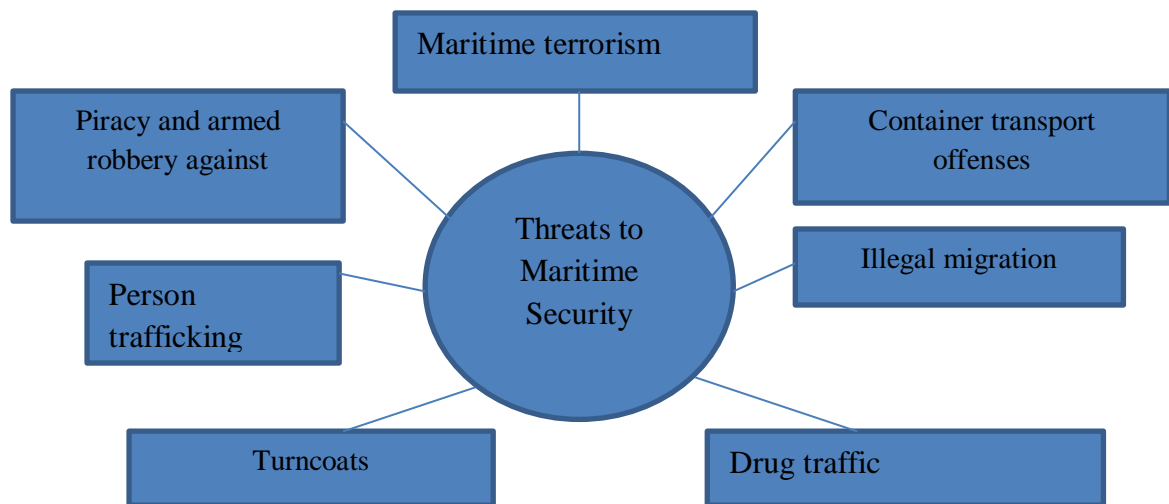 Maritime terrorism
Piracy and armed
robbery against
Container transport
offenses
Threats to
Maritime
Security
Illegal migration
Person
trafficking
Turncoats
Drug traffic